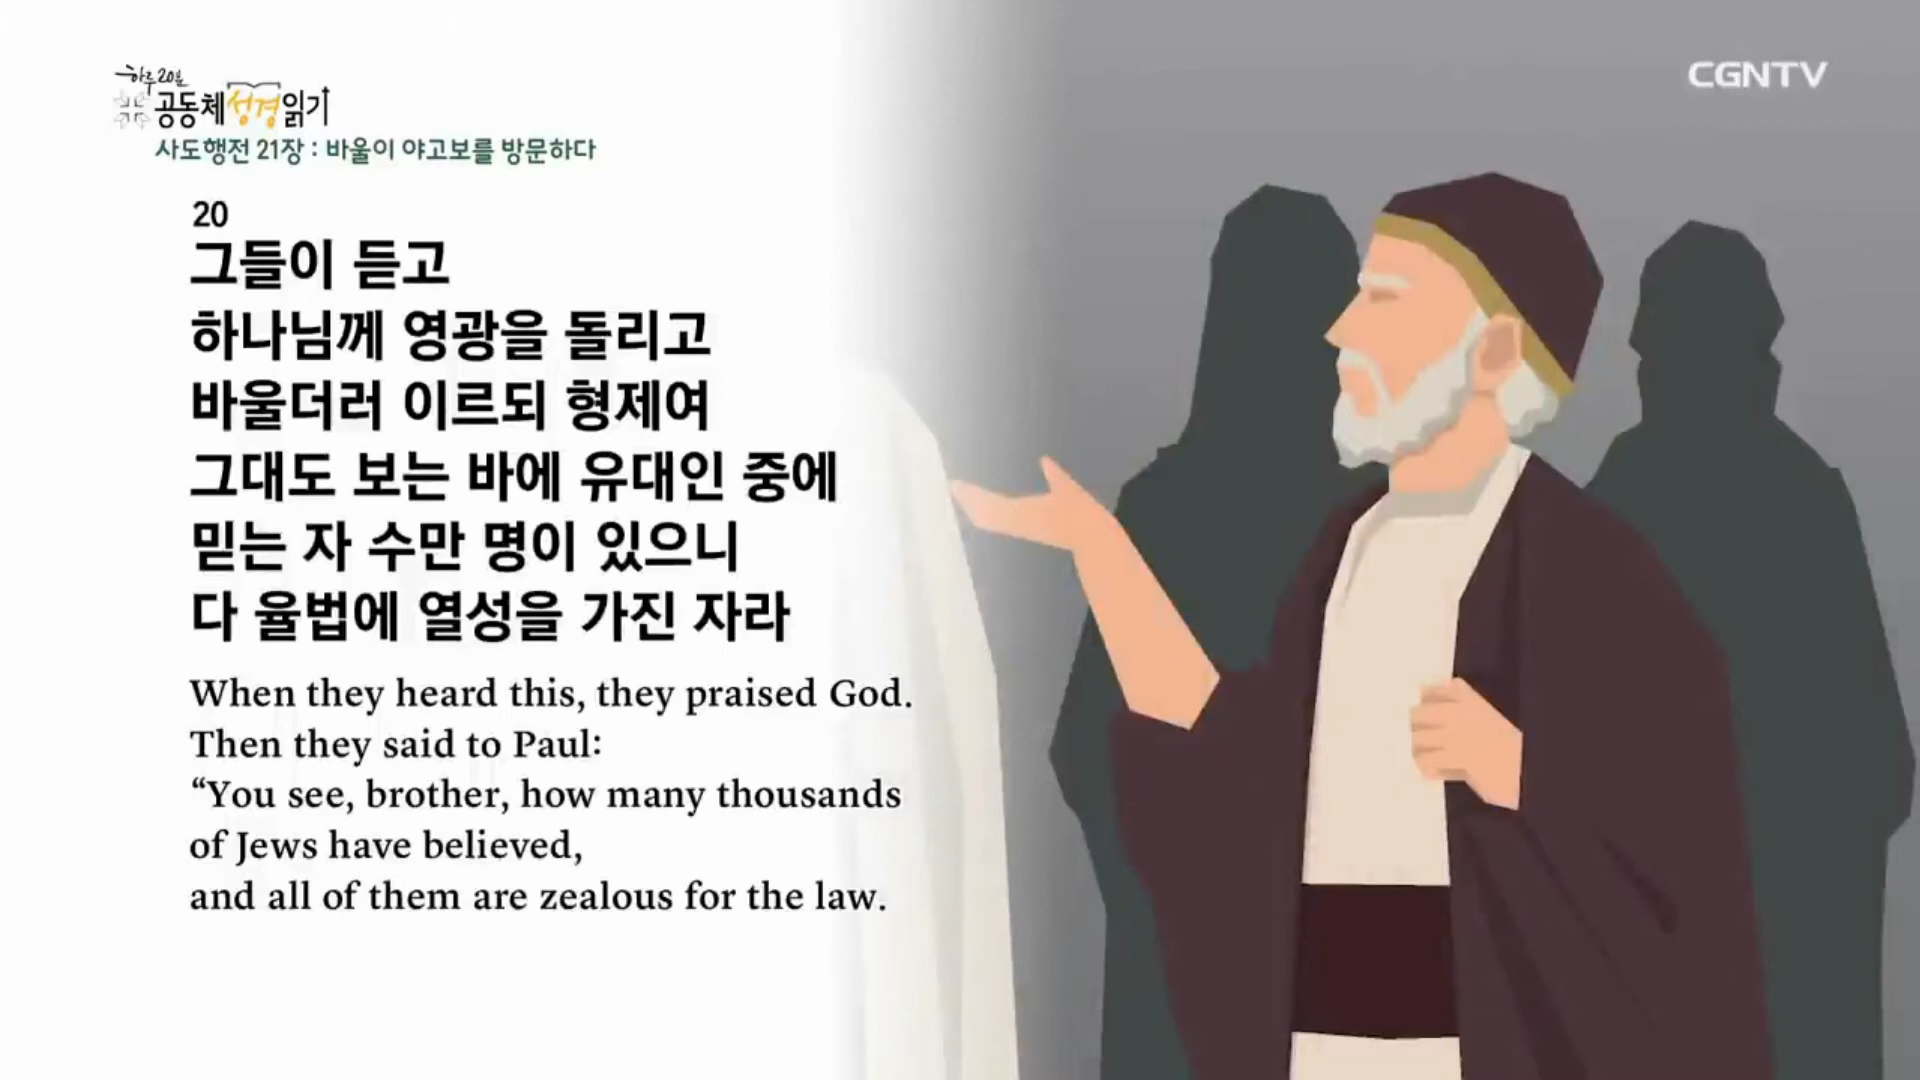 하루 20분
공동체성경읽기
CGNTV
사도행전 21장 : 바울이 야고보를 방문하다
20
그들이 듣고
하나님께 영광을 돌리고
바울더러 이르되 형제여
그대도 보는 바에 유대인 중에
믿는 자 수만 명이 있으니
다 율법에 열성을 가진 자라
When they heard this, they praised God.
Then they said to Paul:
“You see, brother, how many thousands
of Jews have believed,
and all of them are zealous for the law.